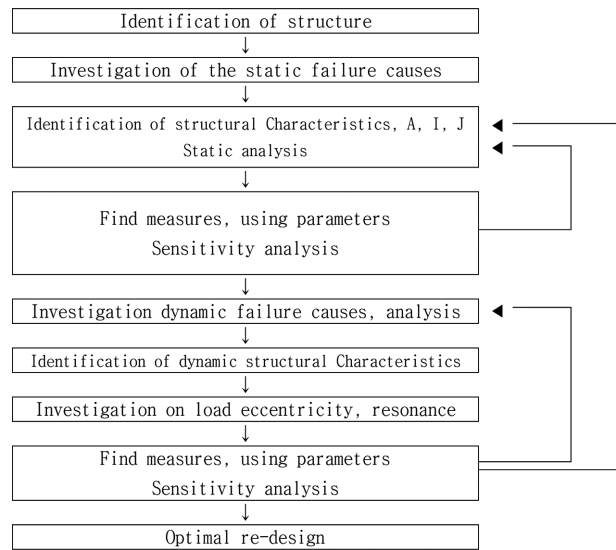 Identification of structure
Investigation of the static failure causes
Identification of structural Characteristics, A, I, J
Static analysis
Find measures, using parameters
Sensitivity analysis
Investigation dynamic failure causes, analysis
Identification of dynamic structural Characteristics
Investigation on load eccentricity, resonance
Find measures, using parameters
Sensitivity analysis
Optimal re-design